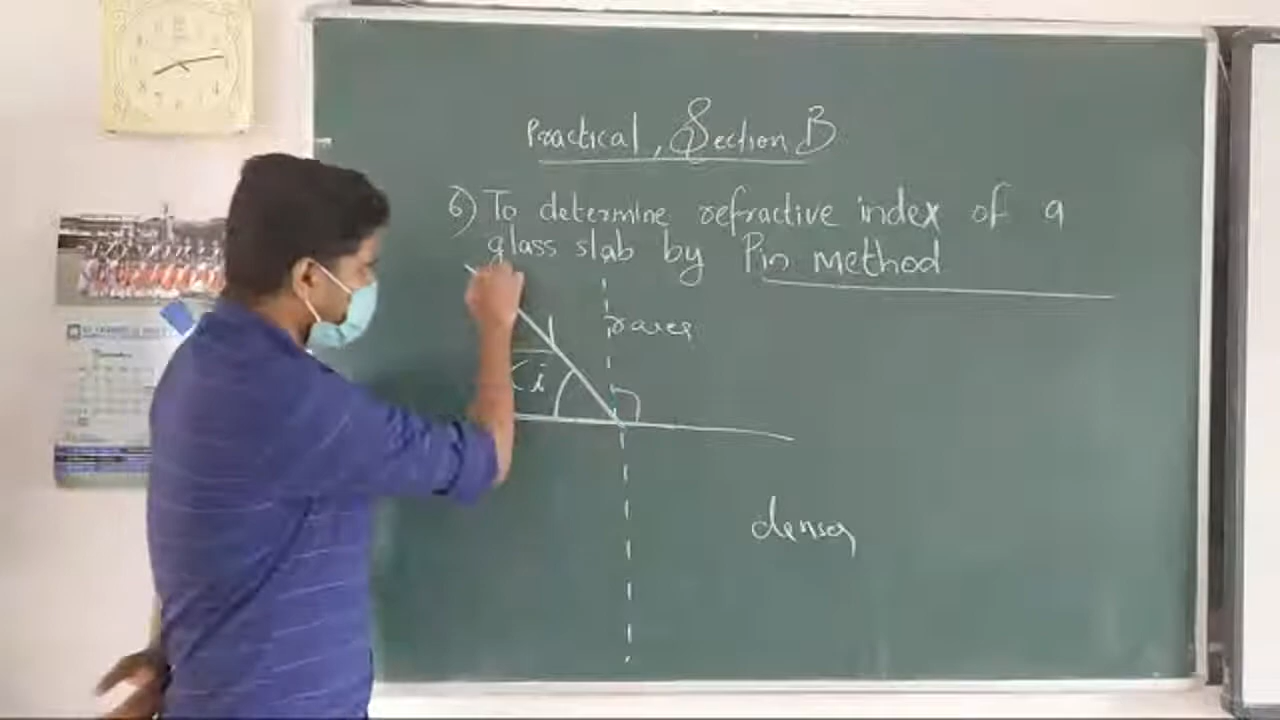 Practical, Section B
6) To determine refractive index of a
glass slab by Pin method
rarer
i
denser